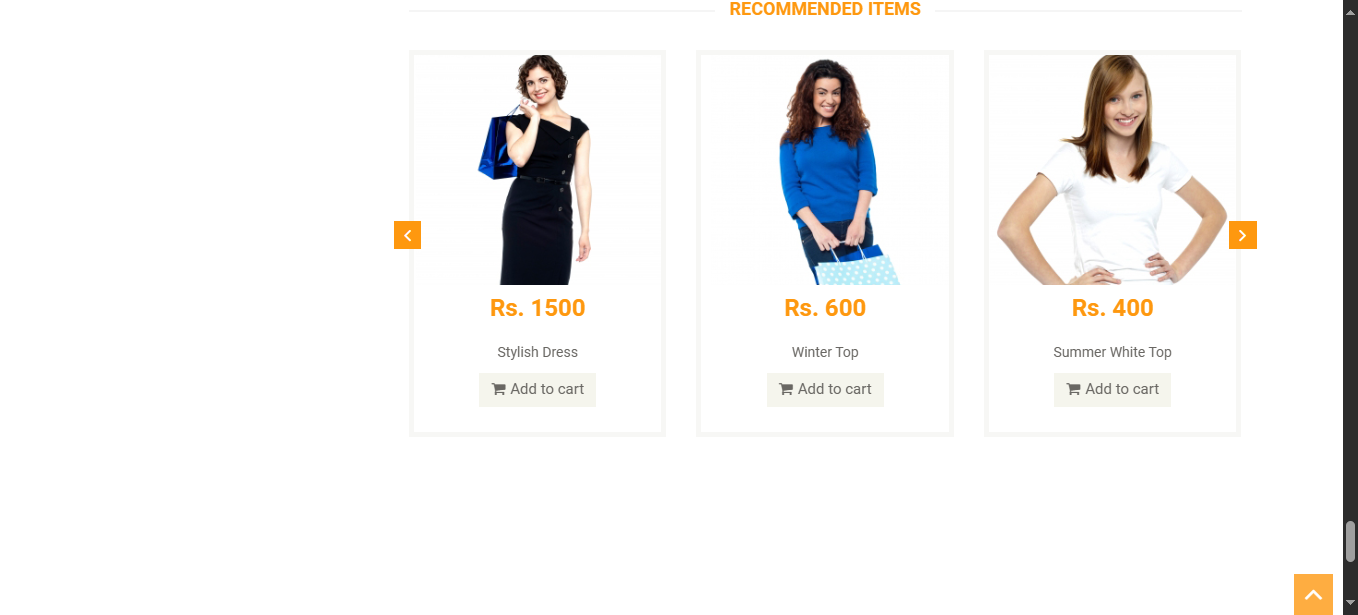 RECOMMENDED ITEMS
Rs. 1500
Stylish Dress
Add to cart
Rs. 600
Winter Top
Add to cart
Rs. 400
Summer White Top
Add to cart